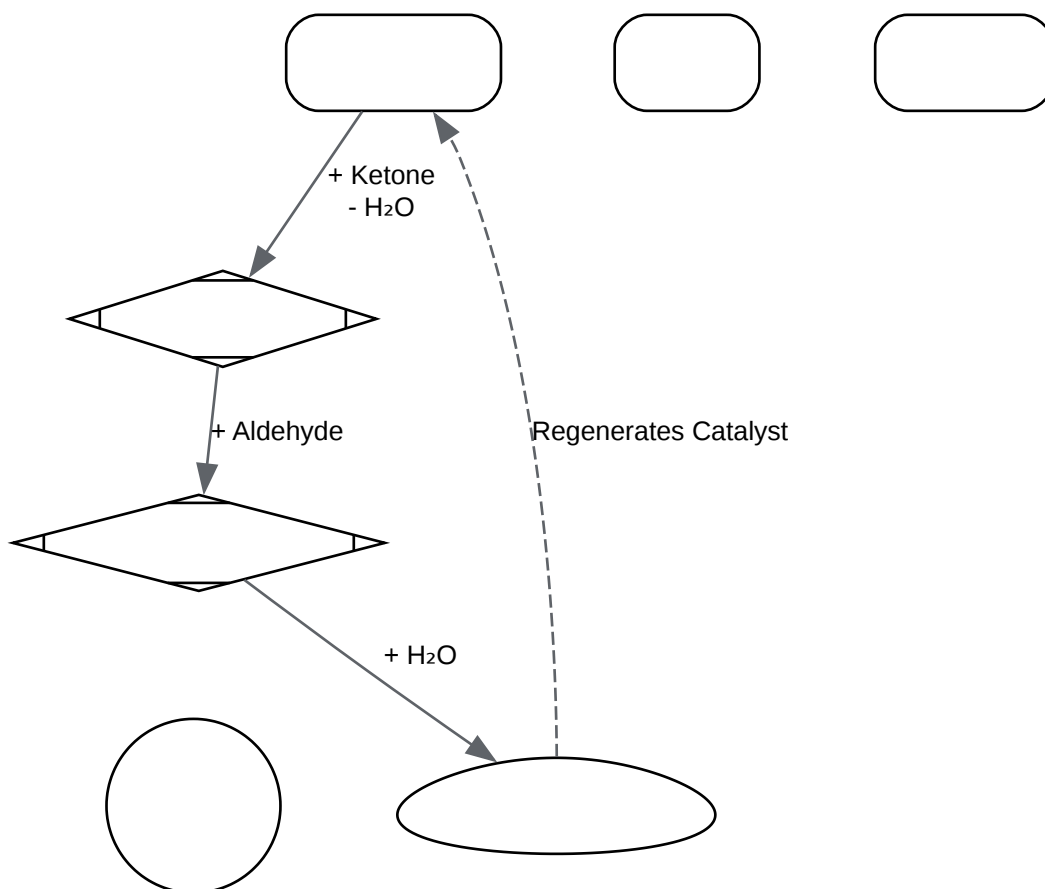 + Ketone
- H₂O
+ Aldehyde
Regenerates Catalyst
+ H₂O